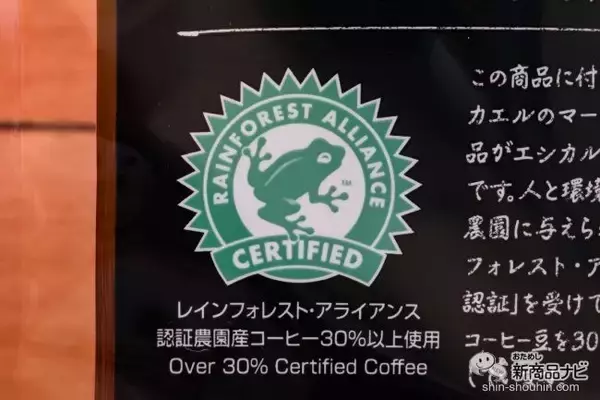 RAINFOREST ALLIANCE
TM
CERTIFIED
レインフォレスト・アライアンス
認証農園産コーヒー30%以上使用
Over 30% Certified Coffee
この商品に付
カエルのマー
品がエシカル
です。人と環境
農園に与えら
フォレスト・ア
認証」を受けて
コーヒー豆を30
おためし
新商品ナビ
shin-shouhin.com